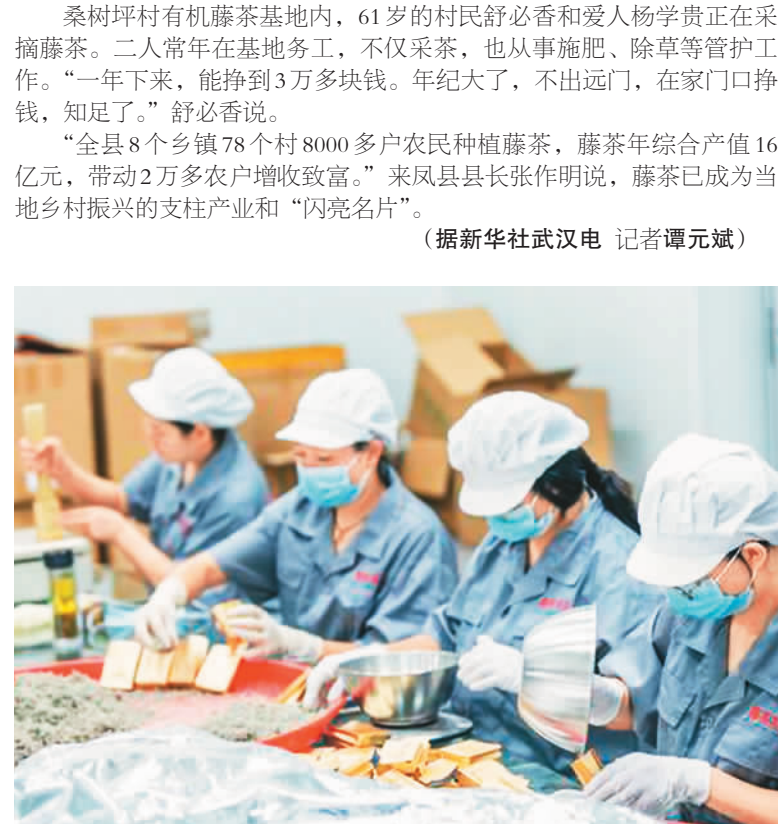 桑树坪村有机藤茶基地内，61岁的村民舒必香和爱人杨学贵正在采
摘藤茶。二人常年在基地务工，不仅采茶，也从事施肥、除草等管护工
作。“一年下来，能挣到3万多块钱。年纪大了，不出远门，在家门口挣
钱，知足了。”舒必香说。
“全县8个乡镇78个村8000多户农民种植藤茶，藤茶年综合产值16
亿元，带动2万多农户增收致富。”来凤县县长张作明说，藤茶已成为当
地乡村振兴的支柱产业和“闪亮名片”。
（据新华社武汉电 记者谭元斌）